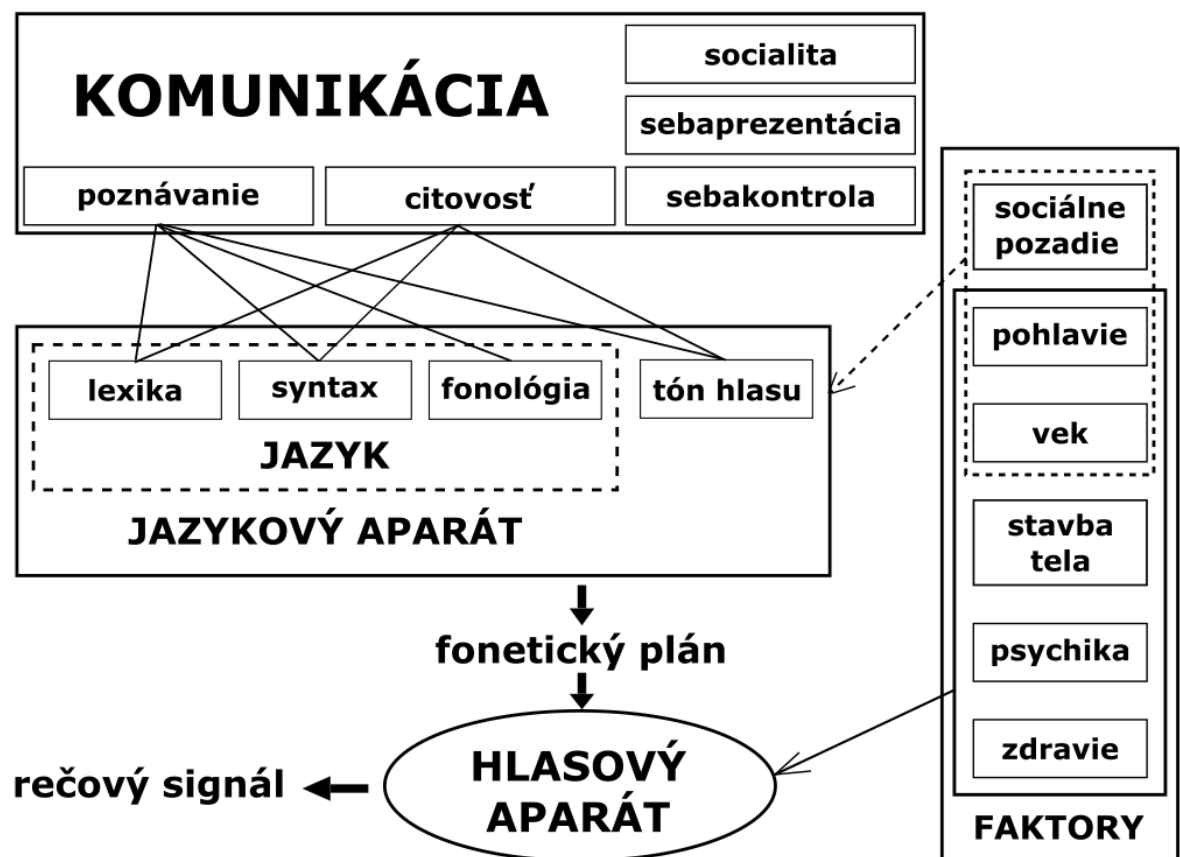 KOMUNIKÁCIA
socialita
sebaprezentácia
poznávanie
citovosť
sebakontrola
lexika
syntax
fonológia
tón hlasu
JAZYK
JAZYKOVÝ APARÁT
fonetický plán
HLASOVÝ
APARÁT
rečový signál
sociálne
pozadie
pohlavie
vek
stavba
tela
psychika
zdravie
FAKTORY